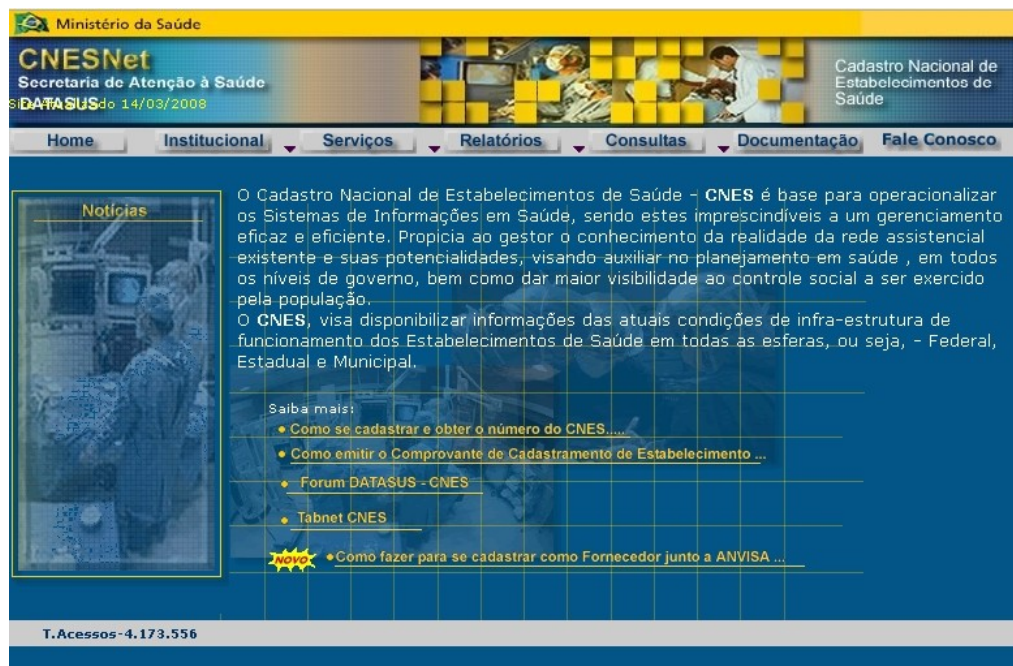 Ministério da Saúde
CNESNet
Secretaria de Atenção à Saúde
DATASUS
14/03/2008
Cadastro Nacional de
Estabelecimentos de
Saúde
Home Institucional Serviços Relatórios Consultas Documentação Fale Conosco
Notícias
O Cadastro Nacional de Estabelecimentos de Saúde - CNES é base para operacionalizar
os Sistemas de Informações em Saúde, sendo estes imprescindíveis a um gerenciamento
eficaz e eficiente. Propicia ao gestor o conhecimento da realidade da rede assistencial
existente e suas potencialidades, visando auxiliar no planejamento em saúde , em todos
os níveis de governo, bem como dar maior visibilidade ao controle social a ser exercido
pela população.
O CNES, visa disponibilizar informações das atuais condições de infra-estrutura de
funcionamento dos Estabelecimentos de Saúde em todas as esferas, ou seja, - Federal,
Estadual e Municipal.
Saiba mais:
Como se cadastrar e obter o número do CNES.....
Como emitir o Comprovante de Cadastramento de Estabelecimento ...
Forum DATASUS - CNES
Tabnet CNES
NOVO Como fazer para se cadastrar como Fornecedor junto a ANVISA ...
T.Acessos-4.173.556